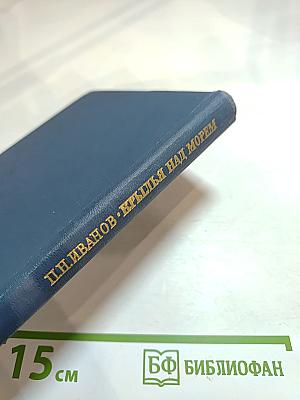 П.Н.ИВАНОВ • КРЫЛЬЯ НАД МОРЕМ
15 см
БФ БИБЛИОФАН